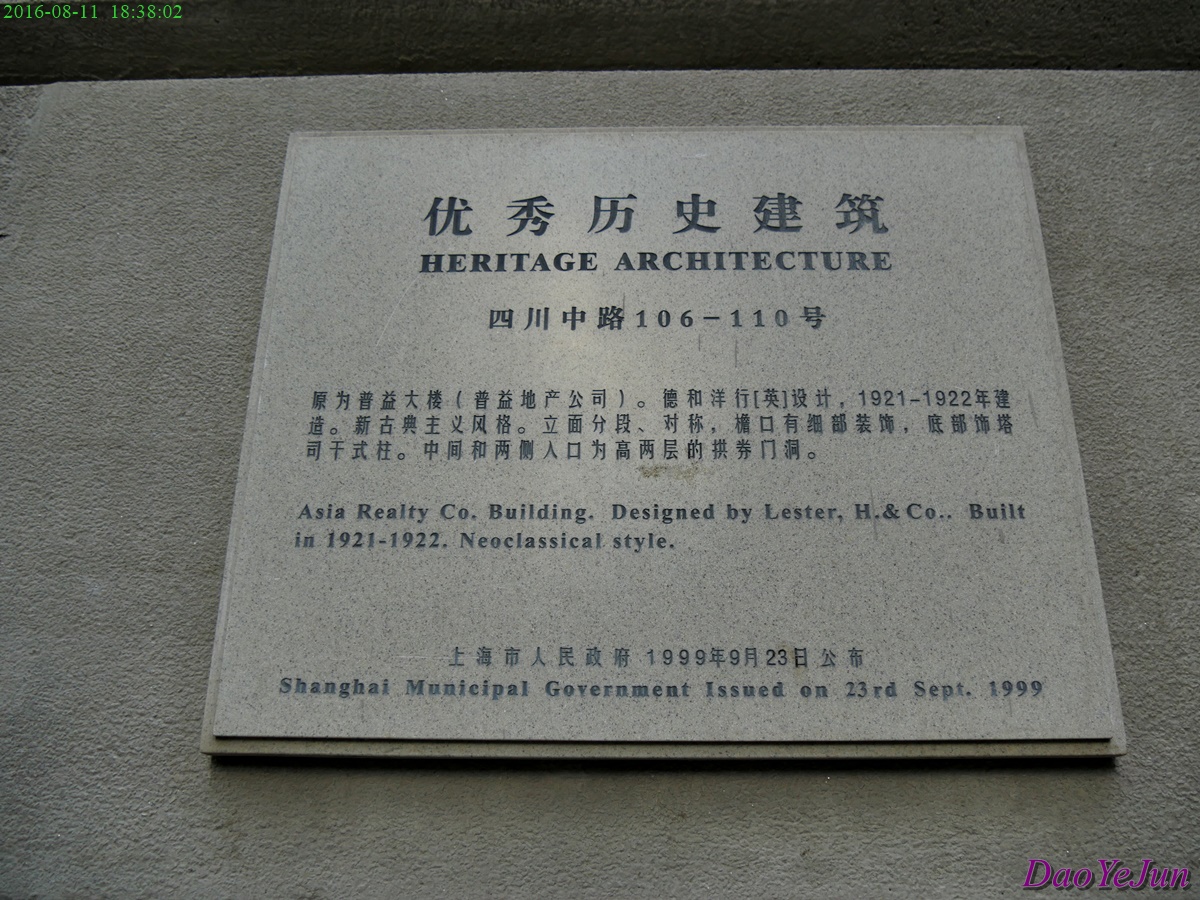 2016-08-11 18:38:02
优秀历史建筑
HERITAGE ARCHITECTURE
四川中路106-110号
原为普益大楼(普益地产公司)。德和洋行[英]设计,1921-1922年建
造。新古典主义风格。立面分段、对称,檐口有细部装饰,底部饰塔
司干式柱。中间和两侧入口为高两层的拱券门洞。
Asia Realty Co. Building. Designed by Lester, H.&Co.. Built
in 1921-1922. Neoclassical style.
上海市人民政府 1999年9月23日公布
Shanghai Municipal Government Issued on 23rd Sept. 1999
DaoYeJun